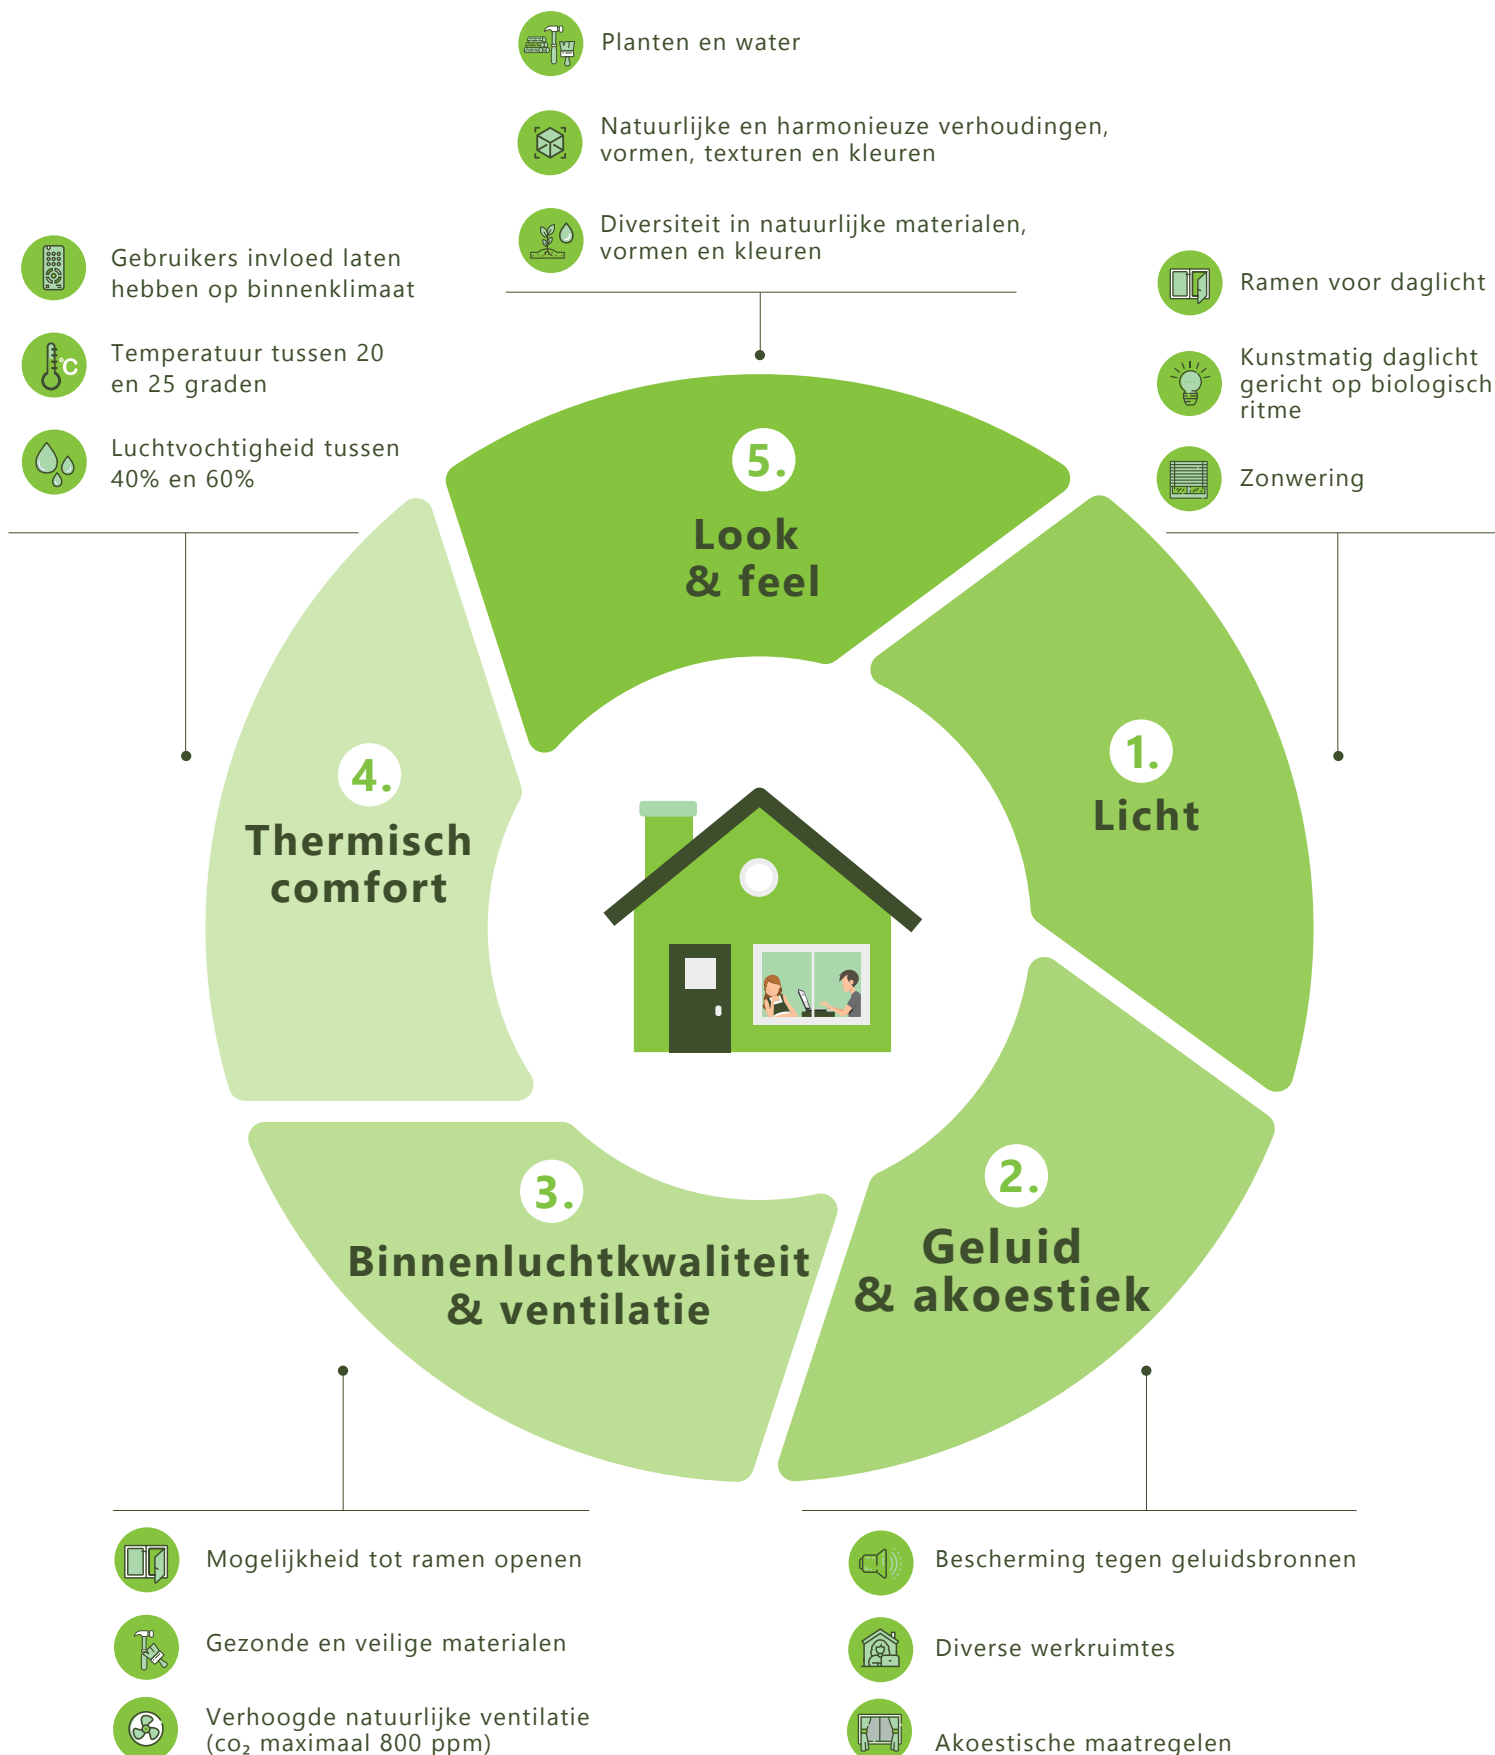 Planten en water
Natuurlijke en harmonieuze verhoudingen,
vormen, texturen en kleuren
Diversiteit in natuurlijke materialen,
vormen en kleuren
Gebruikers invloed laten
hebben op binnenklimaat
°C
Temperatuur tussen 20
en 25 graden
Luchtvochtigheid tussen
40% en 60%
Ramen voor daglicht
Kunstmatig daglicht
gericht op biologisch
ritme
Zonwering
5.
Look
& feel
1.
Licht
4.
Thermisch
comfort
2.
Geluid
& akoestiek
3.
Binnenluchtkwaliteit
& ventilatie
Mogelijkheid tot ramen openen
Gezonde en veilige materialen
Verhoogde natuurlijke ventilatie
(co₂ maximaal 800 ppm)
Bescherming tegen geluidsbronnen
Diverse werkruimtes
Akoestische maatregelen